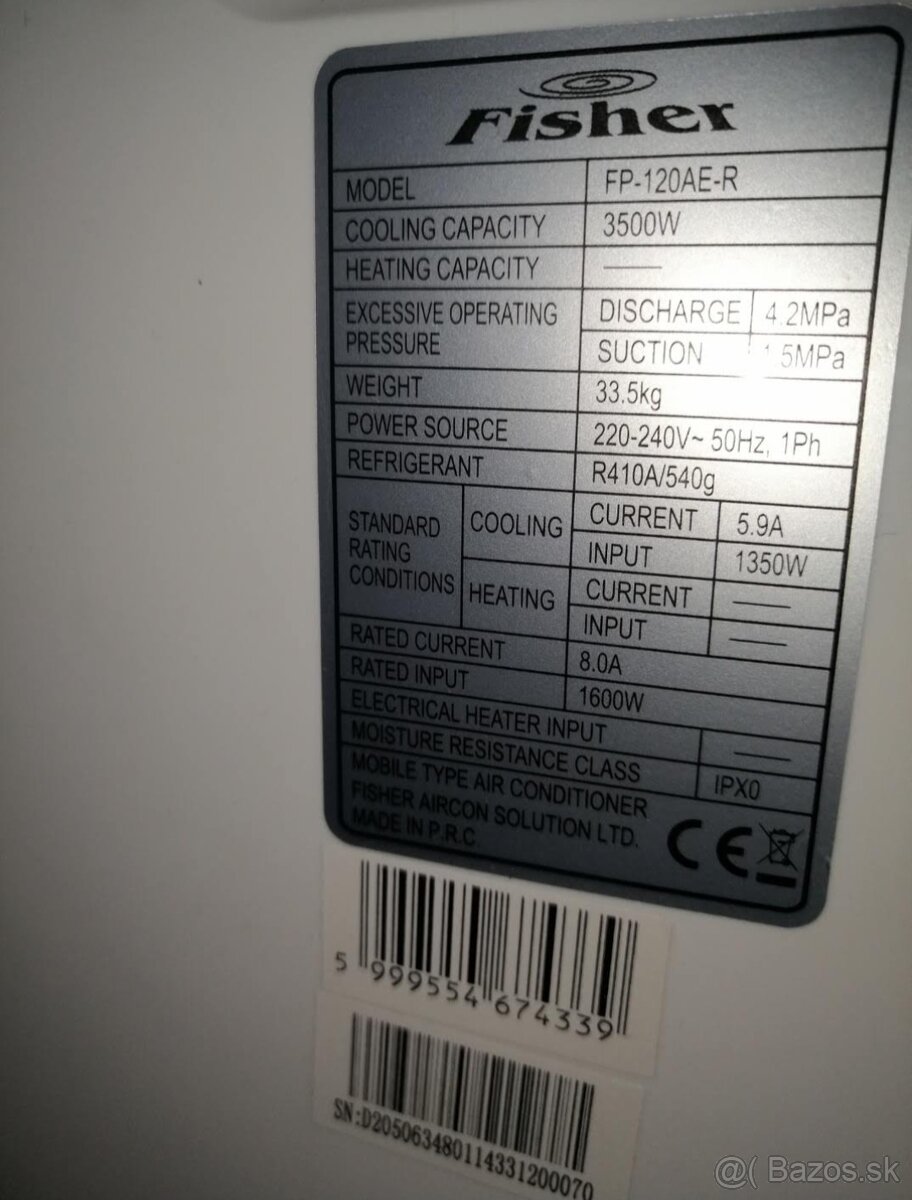 Fisher
MODEL FP-120AE-R
COOLING CAPACITY 3500W
HEATING CAPACITY ——
EXCESSIVE OPERATING PRESSURE DISCHARGE 4.2MPa
SUCTION 1.5MPa
WEIGHT 33.5kg
POWER SOURCE 220-240V~ 50Hz, 1Ph
REFRIGERANT R410A/540g
STANDARD RATING CONDITIONS COOLING CURRENT 5.9A
INPUT 1350W
HEATING CURRENT ——
INPUT ——
RATED CURRENT 8.0A
RATED INPUT 1600W
ELECTRICAL HEATER INPUT ——
MOISTURE RESISTANCE CLASS IPX0
MOBILE TYPE AIR CONDITIONER
FISHER AIRCON SOLUTION LTD.
MADE IN P.R.C.
CE
5 999554 674339
SN:D205063480114331200070
@( Bazos.sk